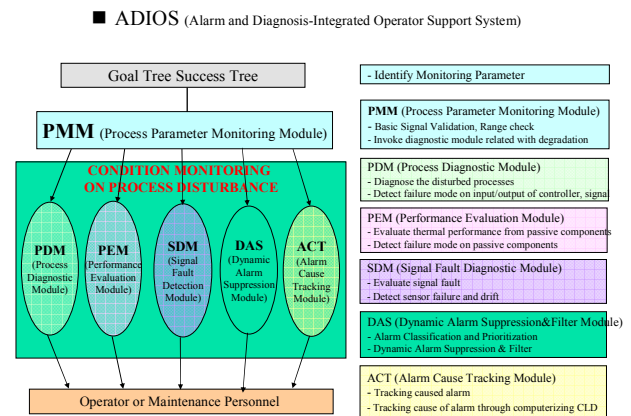 ■ ADIOS (Alarm and Diagnosis-Integrated Operator Support System)
Goal Tree Success Tree
PMM (Process Parameter Monitoring Module)
CONDITION MONITORING
ON PROCESS DISTURBANCE
PDM
(Process
Diagnostic
Module)
PEM
(Performance
Evaluation
Module)
SDM
(Signal
Fault
Detection
Module)
DAS
(Dynamic
Alarm
Suppression
Module)
ACT
(Alarm
Cause
Tracking
Module)
Operator or Maintenance Personnel
- Identify Monitoring Parameter
PMM (Process Parameter Monitoring Module)
- Basic Signal Validation, Range check
- Invoke diagnostic module related with degradation
PDM (Process Diagnostic Module)
- Diagnose the disturbed processes
- Detect failure mode on input/output of controller, signal
PEM (Performance Evaluation Module)
- Evaluate thermal performance from passive components
- Detect failure mode on passive components
SDM (Signal Fault Diagnostic Module)
- Evaluate signal fault
- Detect sensor failure and drift
DAS (Dynamic Alarm Suppression&Filter Module)
- Alarm Classification and Prioritization
- Dynamic Alarm Suppression & Filter
ACT (Alarm Cause Tracking Module)
- Tracking caused alarm
- Tracking cause of alarm through computerizing CLD